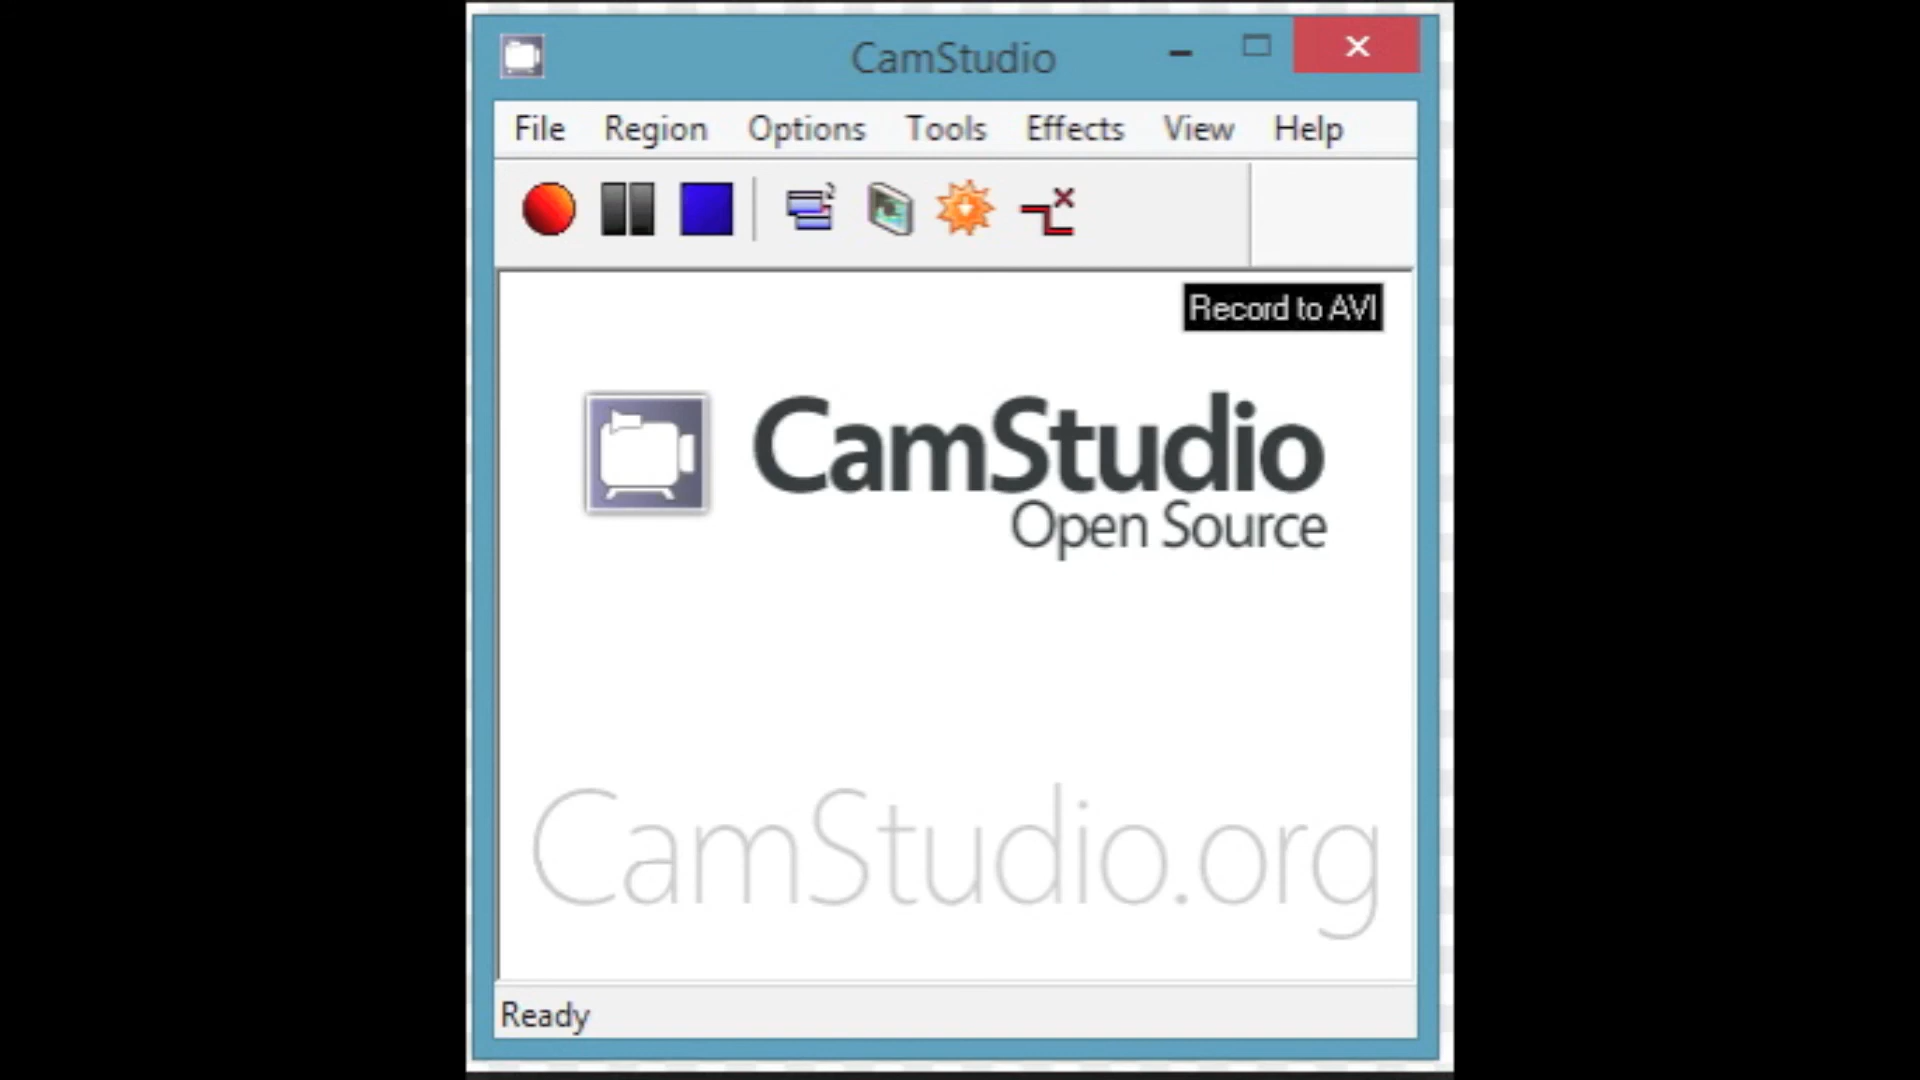 CamStudio
File Region Options Tools Effects View Help
Record to AVI
CamStudio
Open Source
CamStudio.org
Ready